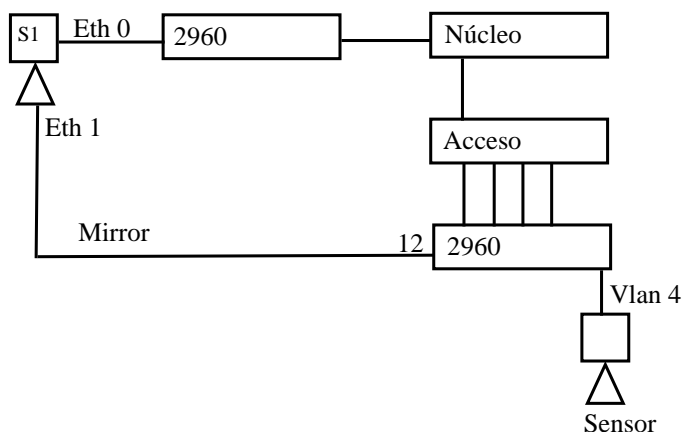 S1
Eth 0
2960
Núcleo
Eth 1
Acceso
Mirror
12
2960
Vlan 4
Sensor